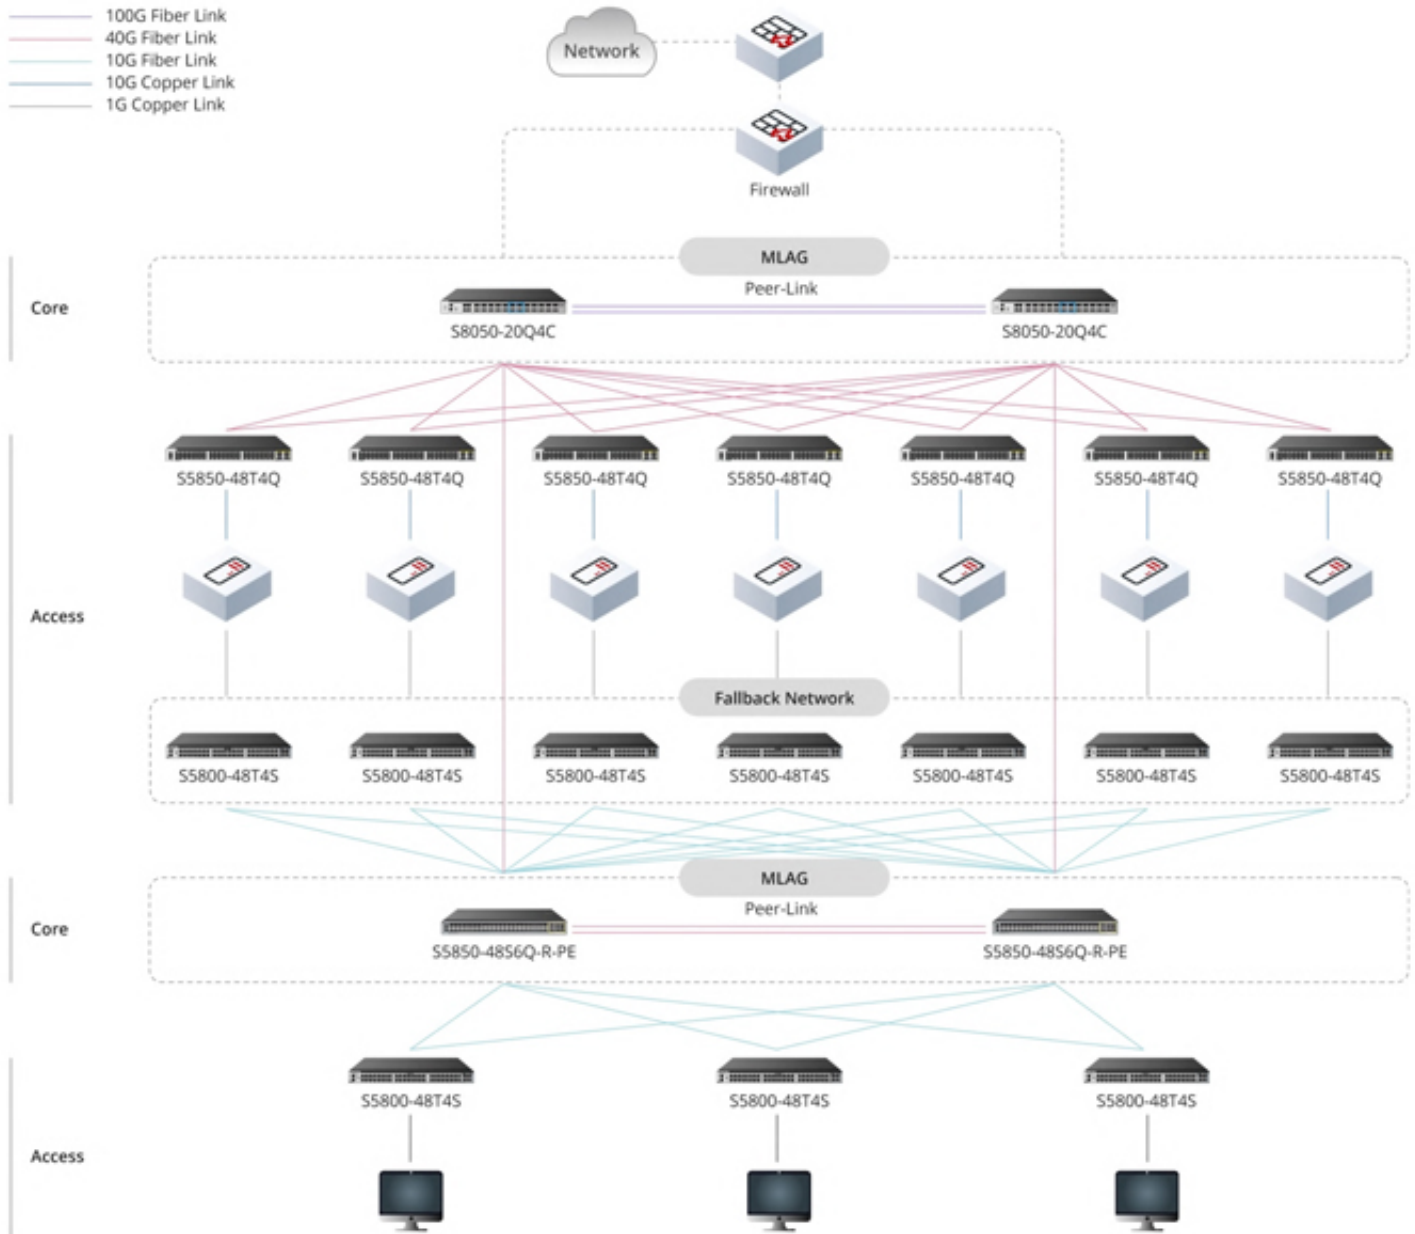 100G Fiber Link
40G Fiber Link
10G Fiber Link
10G Copper Link
1G Copper Link
Network
Firewall
MLAG
Peer-Link
Core
S8050-20Q4C S8050-20Q4C
S5850-48T4Q S5850-48T4Q S5850-48T4Q S5850-48T4Q S5850-48T4Q S5850-48T4Q S5850-48T4Q
Access
Fallback Network
S5800-48T4S S5800-48T4S S5800-48T4S S5800-48T4S S5800-48T4S S5800-48T4S S5800-48T4S
MLAG
Peer-Link
Core
S5850-48S6Q-R-PE S5850-48S6Q-R-PE
S5800-48T4S S5800-48T4S S5800-48T4S
Access